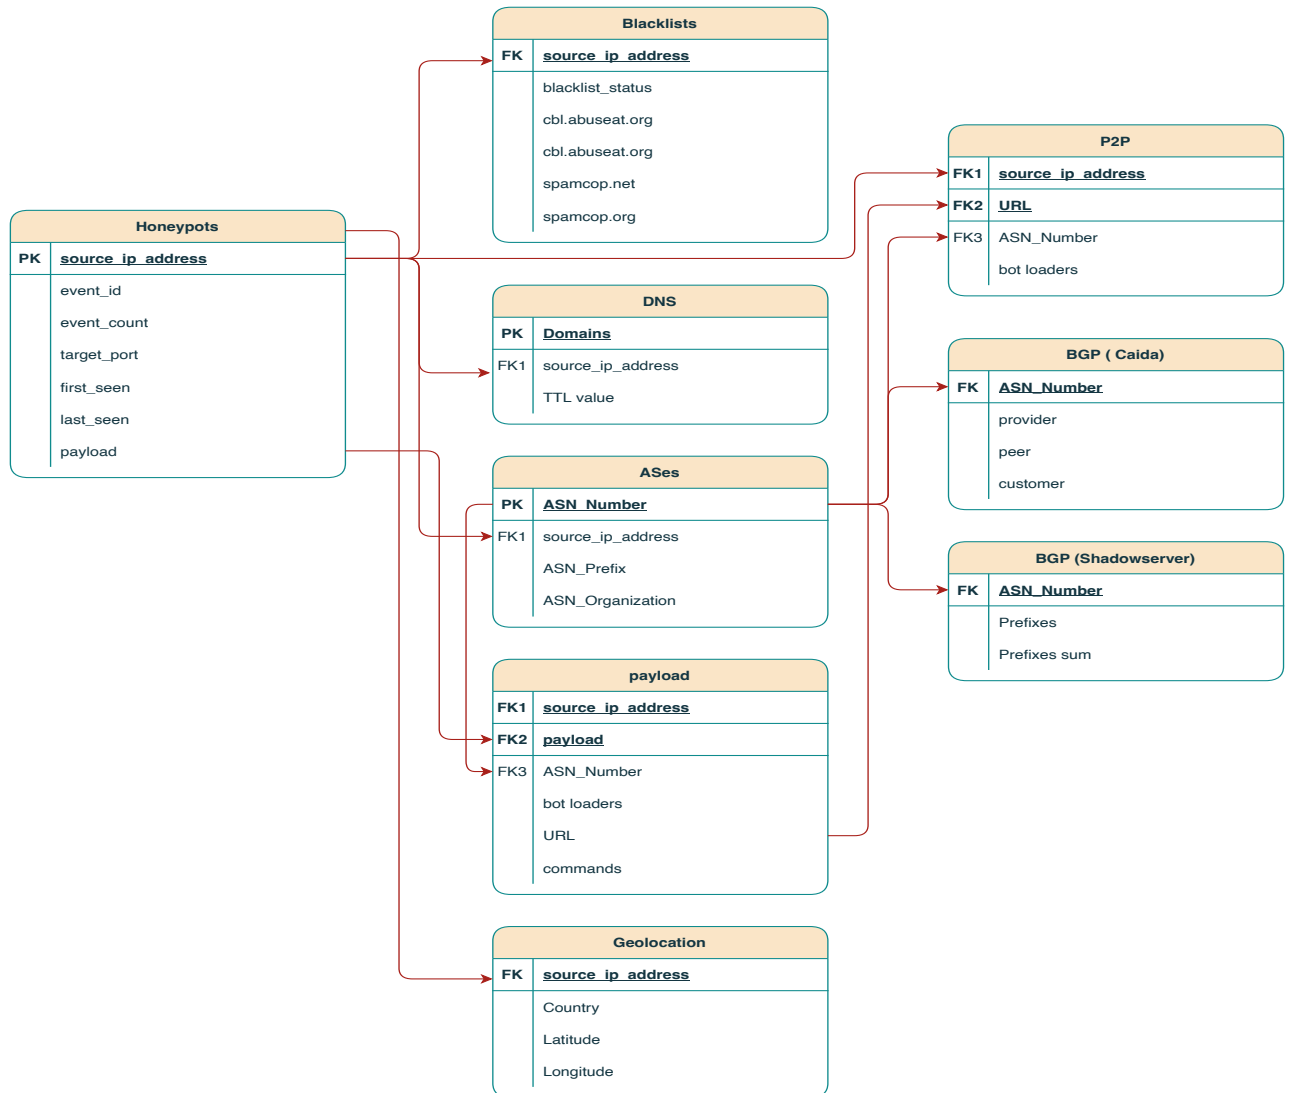 Honeypots
PK source_ip_address
event_id
event_count
target_port
first_seen
last_seen
payload
Blacklists
FK source_ip_address
blacklist_status
cbl.abuseat.org
cbl.abuseat.org
spamcop.net
spamcop.org
DNS
PK Domains
FK1 source_ip_address
TTL value
ASes
PK ASN_Number
FK1 source_ip_address
ASN_Prefix
ASN_Organization
payload
FK1 source_ip_address
FK2 payload
FK3 ASN_Number
bot loaders
URL
commands
Geolocation
FK source_ip_address
Country
Latitude
Longitude
P2P
FK1 source_ip_address
FK2 URL
FK3 ASN_Number
bot loaders
BGP ( Caida)
FK ASN_Number
provider
peer
customer
BGP (Shadowserver)
FK ASN_Number
Prefixes
Prefixes sum